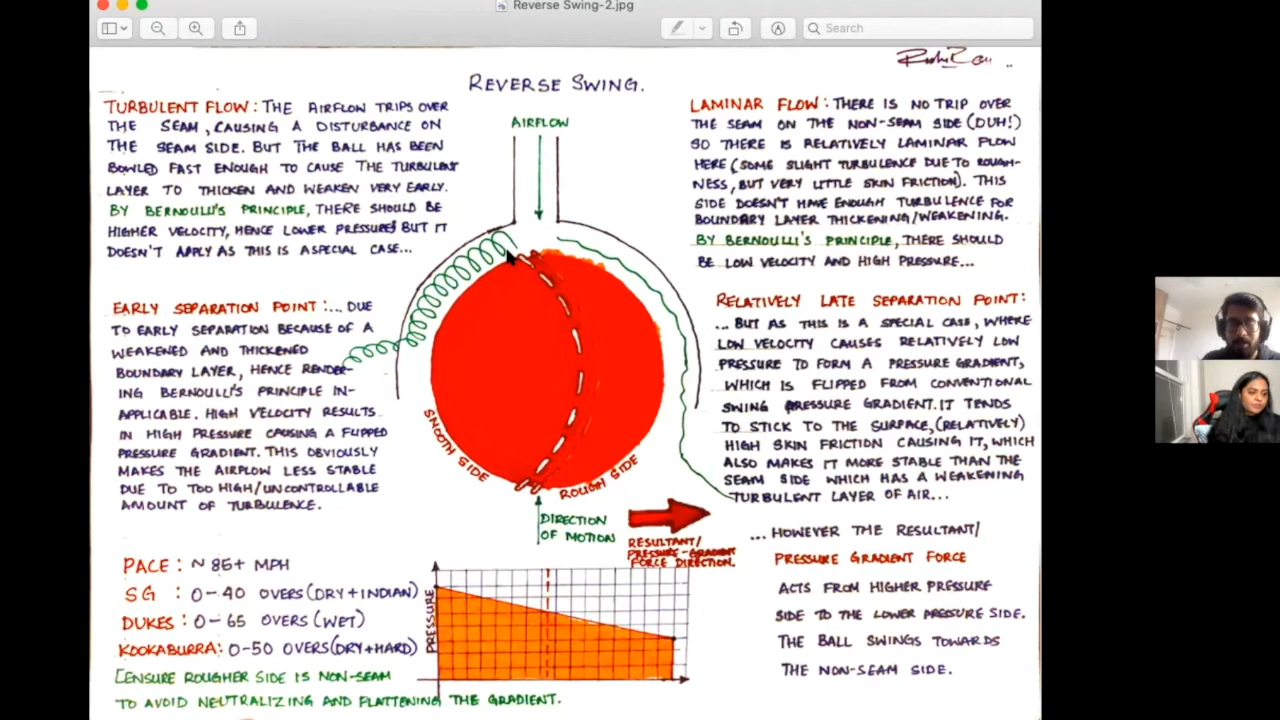 Reverse Swing-2.jpg
Search
REVERSE SWING.
TURBULENT FLOW: THE AIRFLOW TRIPS OVER
THE SEAM, CAUSING A DISTURBANCE ON
THE SEAM SIDE. BUT THE BALL HAS BEEN
BOWLED FAST ENOUGH TO CAUSE THE TURBULENT
LAYER TO THICKEN AND WEAKEN VERY EARLY.
BY BERNOULLI'S PRINCIPLE, THERE SHOULD BE
HIGHER VELOCITY, HENCE LOWER PRESSURE, BUT IT
DOESN'T APPLY AS THIS IS A SPECIAL CASE...
EARLY SEPARATION POINT:... DUE
TO EARLY SEPARATION BECAUSE OF A
WEAKENED AND THICKENED
BOUNDARY LAYER, HENCE RENDER-
ING BERNOULLI'S PRINCIPLE IN-
APPLICABLE. HIGH VELOCITY RESULTS
IN HIGH PRESSURE CAUSING A FLIPPED
PRESSURE GRADIENT. THIS OBVIOUSLY
MAKES THE AIRFLOW LESS STABLE
DUE TO TOO HIGH/UNCONTROLLABLE
AMOUNT OF TURBULENCE.
PACE: ~ 85+ MPH
SG : 0-40 OVERS (DRY+INDIAN)
DUKES: 0-65 OVERS (WET)
KOOKABURRA: 0-50 OVERS (DRY+HARD)
[ENSURE ROUGHER SIDE IS NON-SEAM
TO AVOID NEUTRALIZING AND FLATTENING THE GRADIENT.
AIRFLOW
SMOOTH SIDE
ROUGH SIDE
DIRECTION
OF MOTION
RESULTANT/
PRESSURE-GRADIENT
FORCE DIRECTION.
PRESSURE
LAMINAR FLOW: THERE IS NO TRIP OVER
THE SEAM ON THE NON-SEAM SIDE (DUH!)
SO THERE IS RELATIVELY LAMINAR FLOW
HERE (SOME SLIGHT TURBULENCE DUE TO ROUGH-
NESS, BUT VERY LITTLE SKIN FRICTION). THIS
SIDE DOESN'T HAVE ENOUGH TURBULENCE FOR
BOUNDARY LAYER THICKENING/WEAKENING.
BY BERNOULLI'S PRINCIPLE, THERE SHOULD
BE LOW VELOCITY AND HIGH PRESSURE...
RELATIVELY LATE SEPARATION POINT:
... BUT AS THIS IS A SPECIAL CASE, WHERE
LOW VELOCITY CAUSES RELATIVELY LOW
PRESSURE TO FORM A PRESSURE GRADIENT,
WHICH IS FLIPPED FROM CONVENTIONAL
SWING PRESSURE GRADIENT. IT TENDS
TO STICK TO THE SURFACE, (RELATIVELY)
HIGH SKIN FRICTION CAUSING IT, WHICH
ALSO MAKES IT MORE STABLE THAN THE
SEAM SIDE WHICH HAS A WEAKENING
TURBULENT LAYER OF AIR...
... HOWEVER THE RESULTANT/
PRESSURE GRADIENT FORCE
ACTS FROM HIGHER PRESSURE
SIDE TO THE LOWER PRESSURE SIDE.
THE BALL SWINGS TOWARDS
THE NON-SEAM SIDE.